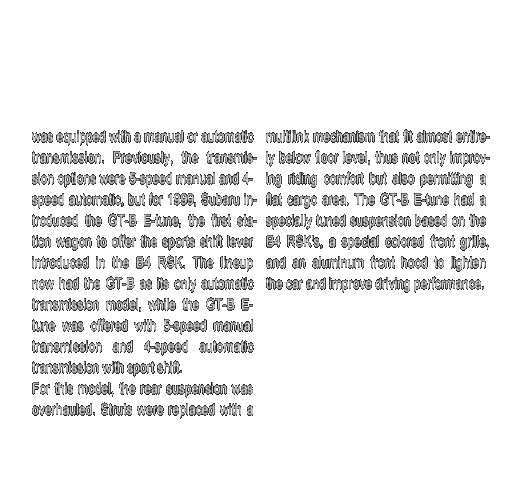 was equipped with a manual or automatic
transmission. Previously, the transmis-
sion options were 5-speed manual and 4-
speed automatic, but for 1999, Subaru in-
troduced the GT-B E-tune, the first sta-
tion wagon to offer the sports shift lever
introduced in the B4 RSK. The lineup
now had the GT-B as its only automatic
transmission model, while the GT-B E-
tune was offered with 5-speed manual
transmission and 4-speed automatic
transmission with sport shift.
For this model, the rear suspension was
overhauled. Struts were replaced with a
multilink mechanism that fit almost entire-
ly below floor level, thus not only improv-
ing riding comfort but also permitting a
flat cargo area. The GT-B E-tune had a
specially tuned suspension based on the
B4 RSK's, a special colored front grille,
and an aluminum front hood to lighten
the car and improve driving performance.